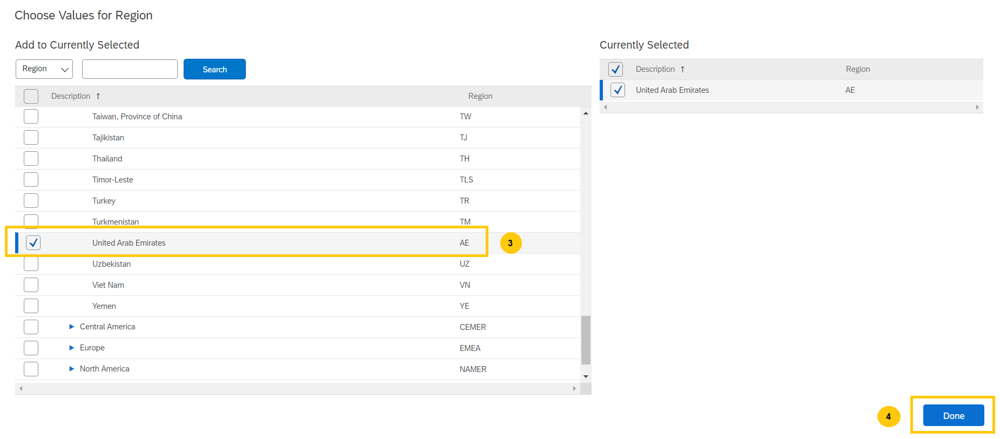 Choose Values for Region
Add to Currently Selected
Region
Search
Description ↑ Region
Taiwan, Province of China TW
Tajikistan TJ
Thailand TH
Timor-Leste TLS
Turkey TR
Turkmenistan TM
United Arab Emirates AE
3
Uzbekistan UZ
Viet Nam VN
Yemen YE
Central America CEMER
Europe EMEA
North America NAMER
Currently Selected
Description ↑ Region
United Arab Emirates AE
4
Done